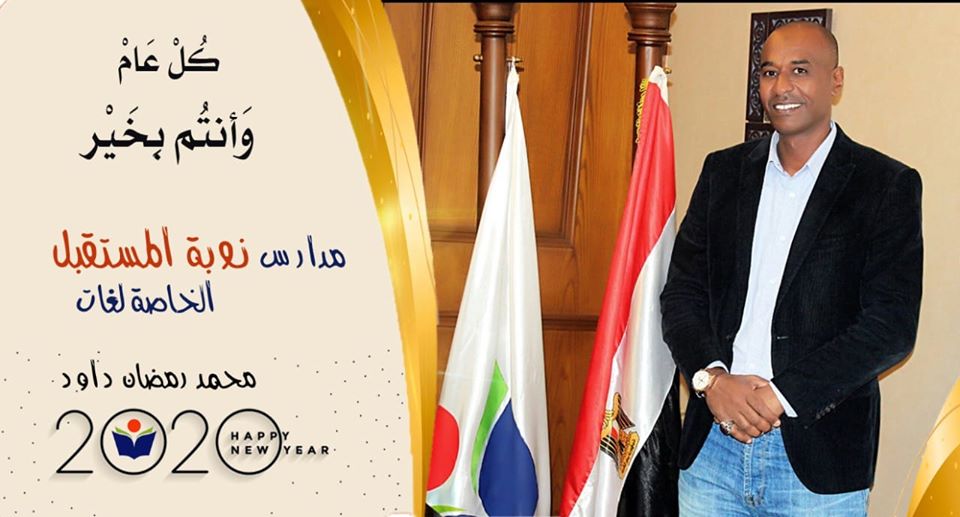 كُلْ عَامْ
وَأنتُم بِخَيْر
مدارس نوبة المستقبل
الخاصة لغات
محمد رمضان داود
2020 HAPPY
NEW YEAR